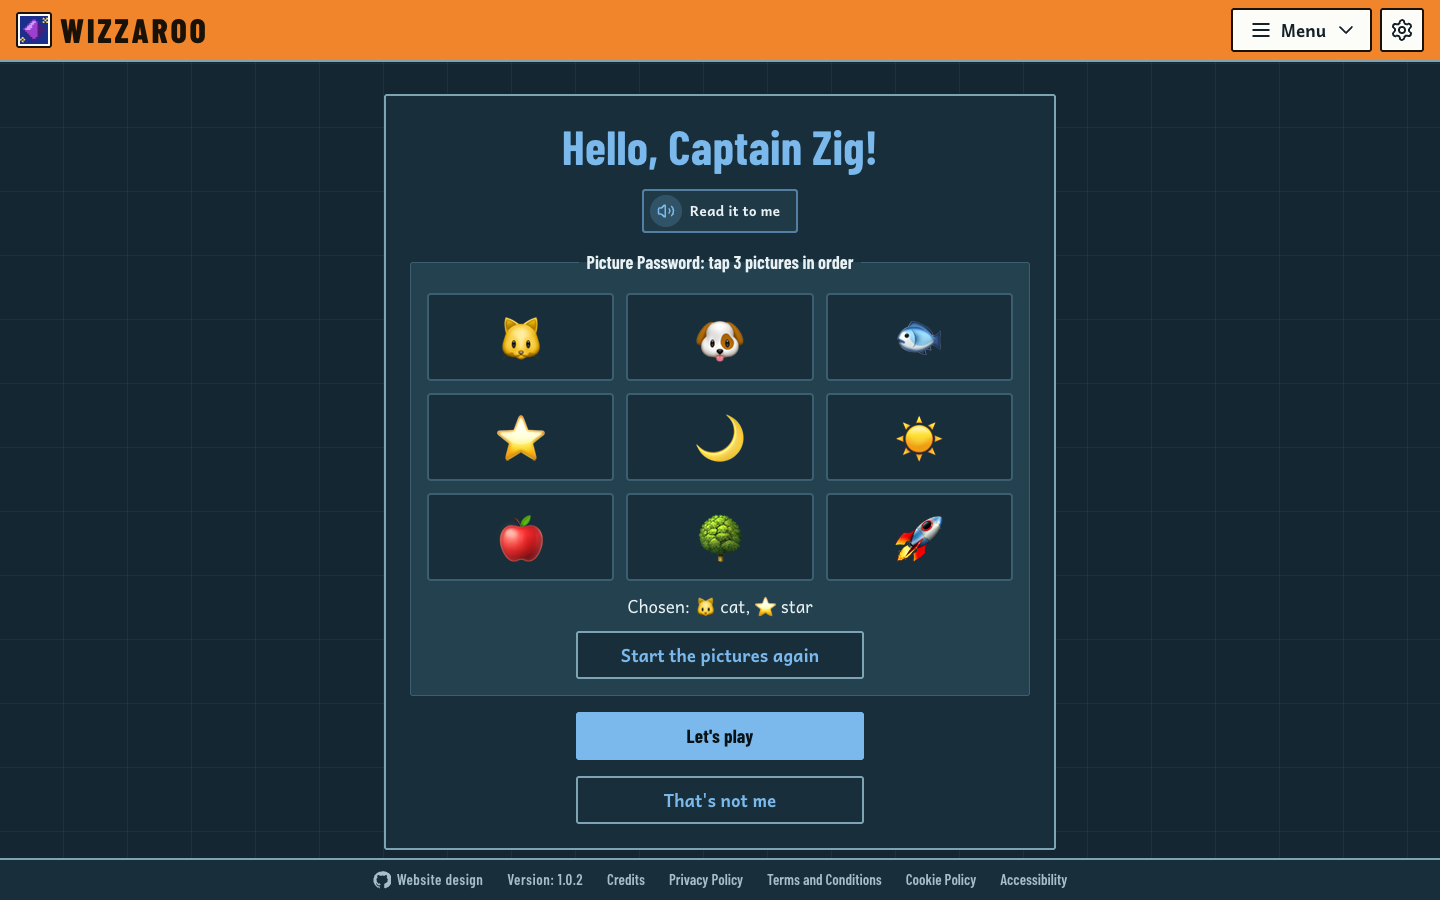 WIZZAROO
Menu
Hello, Captain Zig!
Read it to me
Picture Password: tap 3 pictures in order
Chosen: 🐱 cat, ⭐ star
Start the pictures again
Let's play
That's not me
Website design
Version: 1.0.2
Credits
Privacy Policy
Terms and Conditions
Cookie Policy
Accessibility